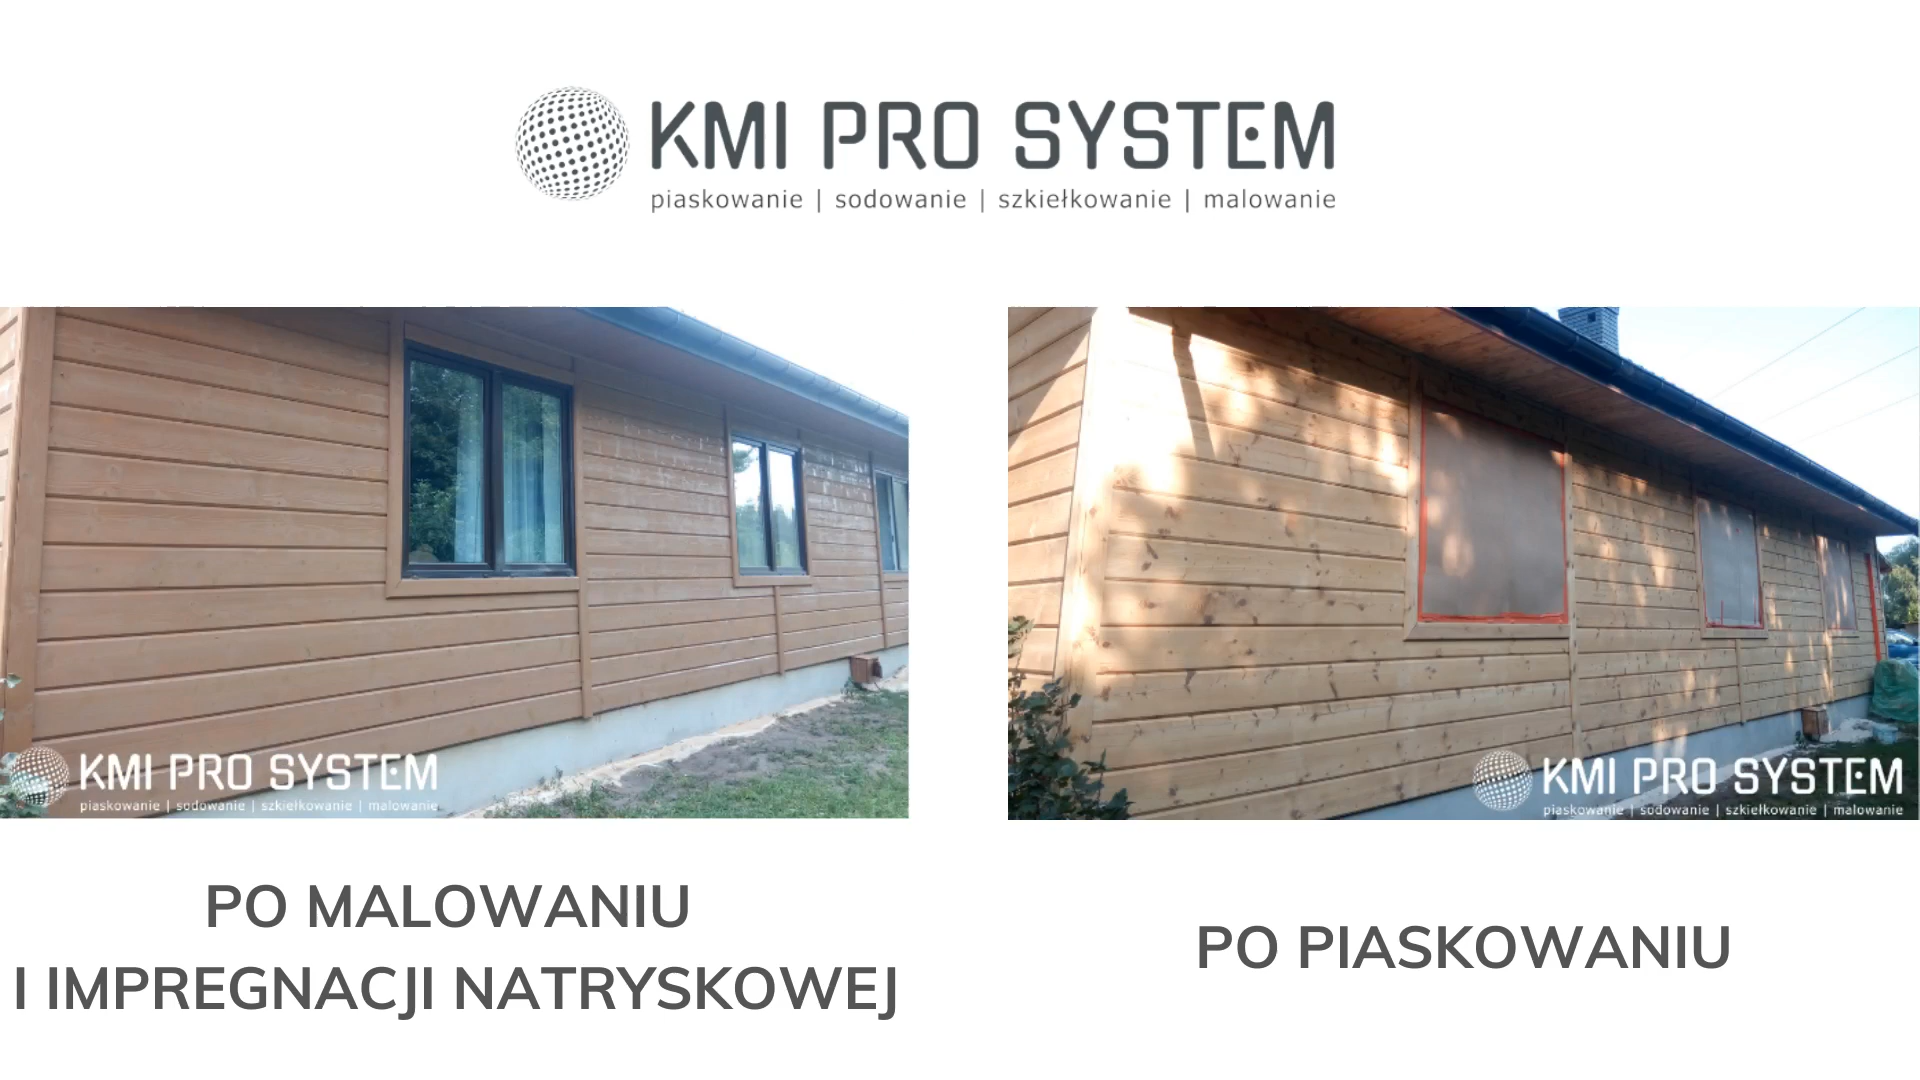 KMI PRO SYSTEM
piaskowanie | sodowanie | szkiełkowanie | malowanie
KMI PRO SYSTEM
piaskowanie | sodowanie | szkiełkowanie | malowanie
KMI PRO SYSTEM
piaskowanie | sodowanie | szkiełkowanie | malowanie
PO MALOWANIU
I IMPREGNACJI NATRYSKOWEJ
PO PIASKOWANIU